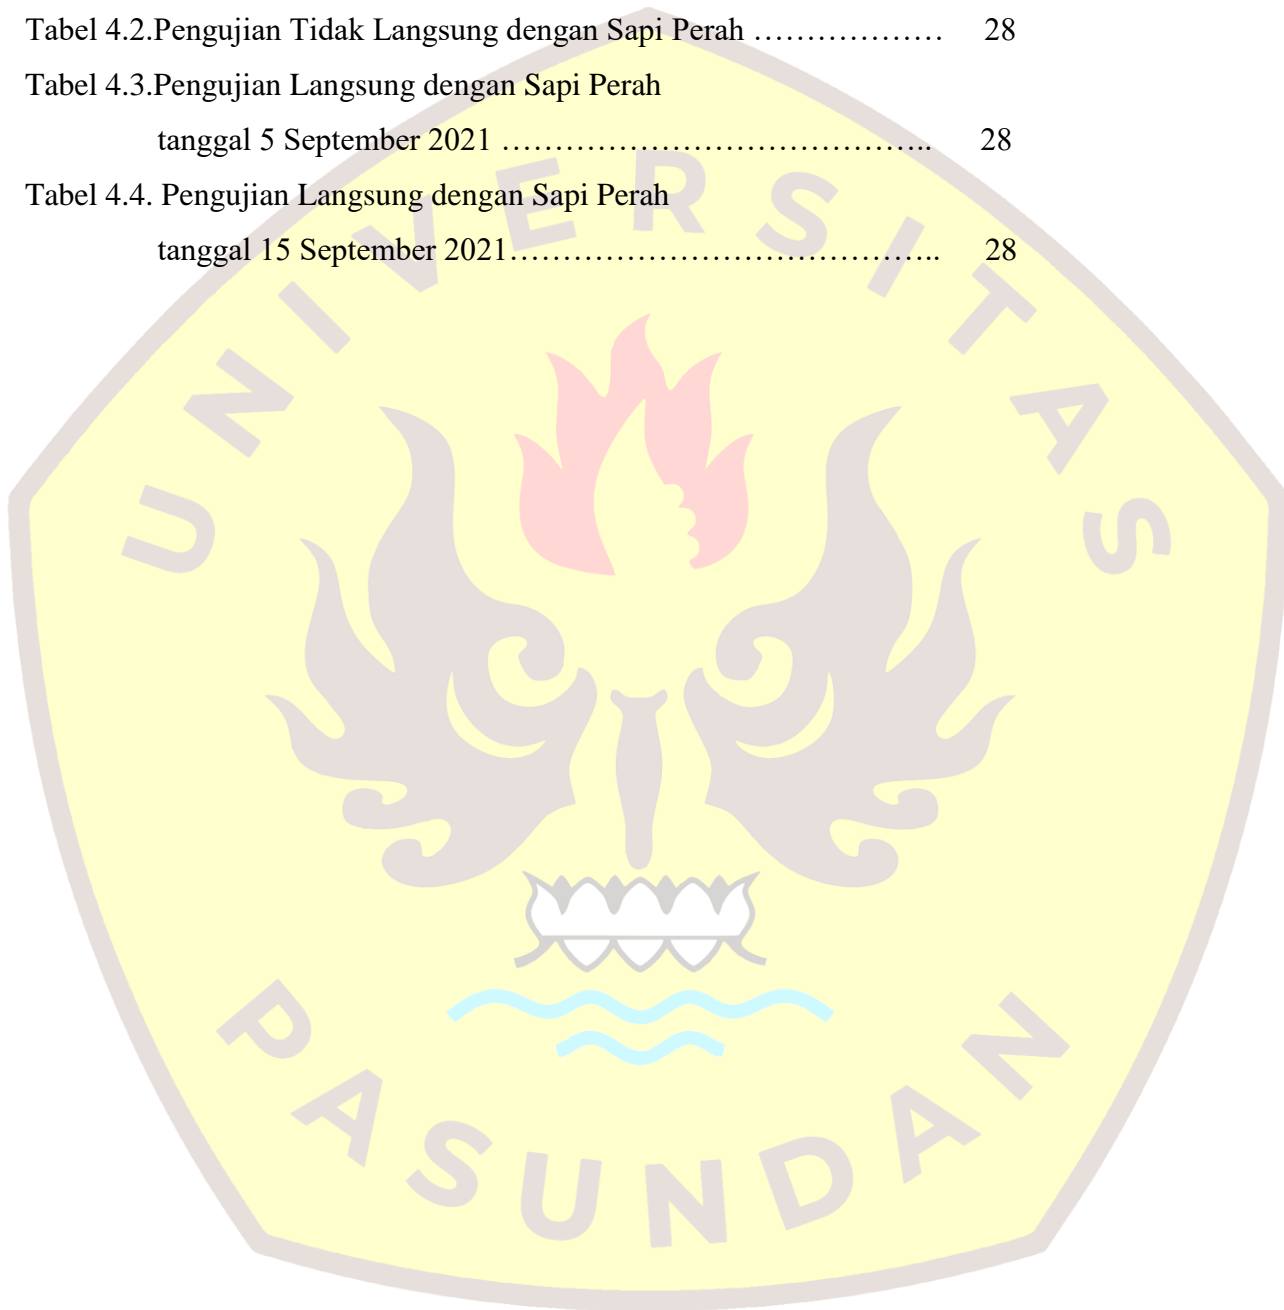 Tabel 4.2.Pengujian Tidak Langsung dengan Sapi Perah ……………… 28
Tabel 4.3.Pengujian Langsung dengan Sapi Perah
tanggal 5 September 2021 ………………………………….. 28
Tabel 4.4. Pengujian Langsung dengan Sapi Perah
tanggal 15 September 2021………………………………….. 28
UNIVERSITAS
PASUNDAN